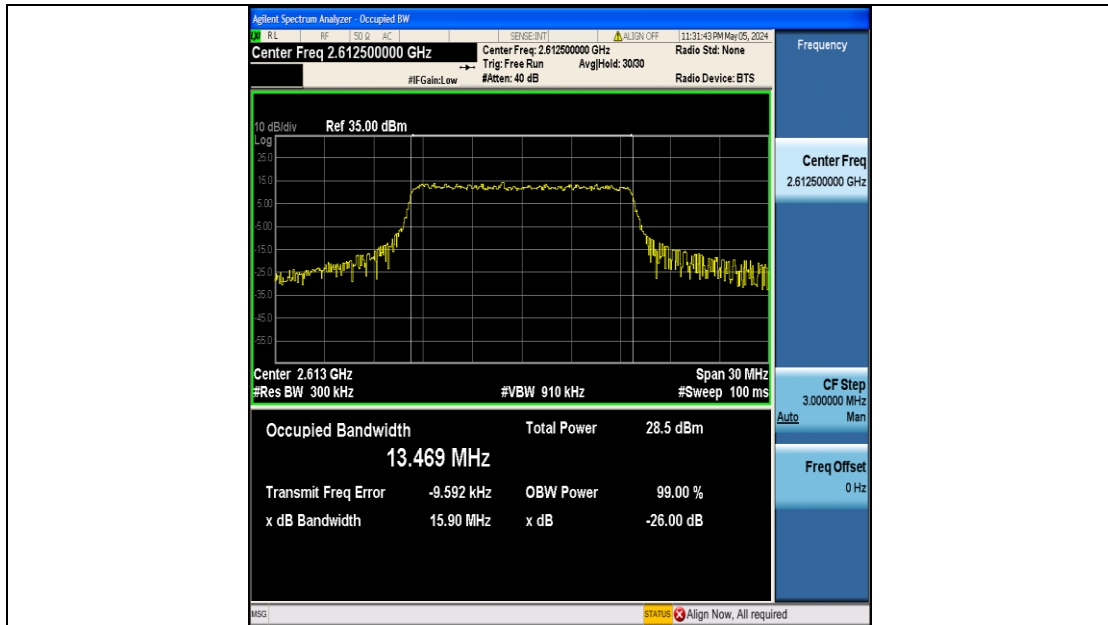 Agilent Spectrum Analyzer - Occupied BW
RL RF 50 Ω AC SENSE:INT ALIGN OFF 11:31:43 PM May 05, 2024
Center Freq 2.612500000 GHz
Center Freq: 2.612500000 GHz
Radio Std: None
Trig: Free Run
Avg|Hold: 30/30
#IFGain:Low
#Atten: 40 dB
Radio Device: BTS
Frequency
10 dB/div
Ref 35.00 dBm
Log
25.0
15.0
5.00
-5.00
-15.0
-25.0
-35.0
-45.0
-55.0
Center 2.613 GHz
Span 30 MHz
#Res BW 300 kHz
#VBW 910 kHz
#Sweep 100 ms
Center Freq
2.612500000 GHz
CF Step
3.000000 MHz
Auto Man
Freq Offset
0 Hz
Occupied Bandwidth
13.469 MHz
Total Power 28.5 dBm
Transmit Freq Error -9.592 kHz
OBW Power 99.00 %
x dB Bandwidth 15.90 MHz
x dB -26.00 dB
MSG
STATUS Align Now, All required